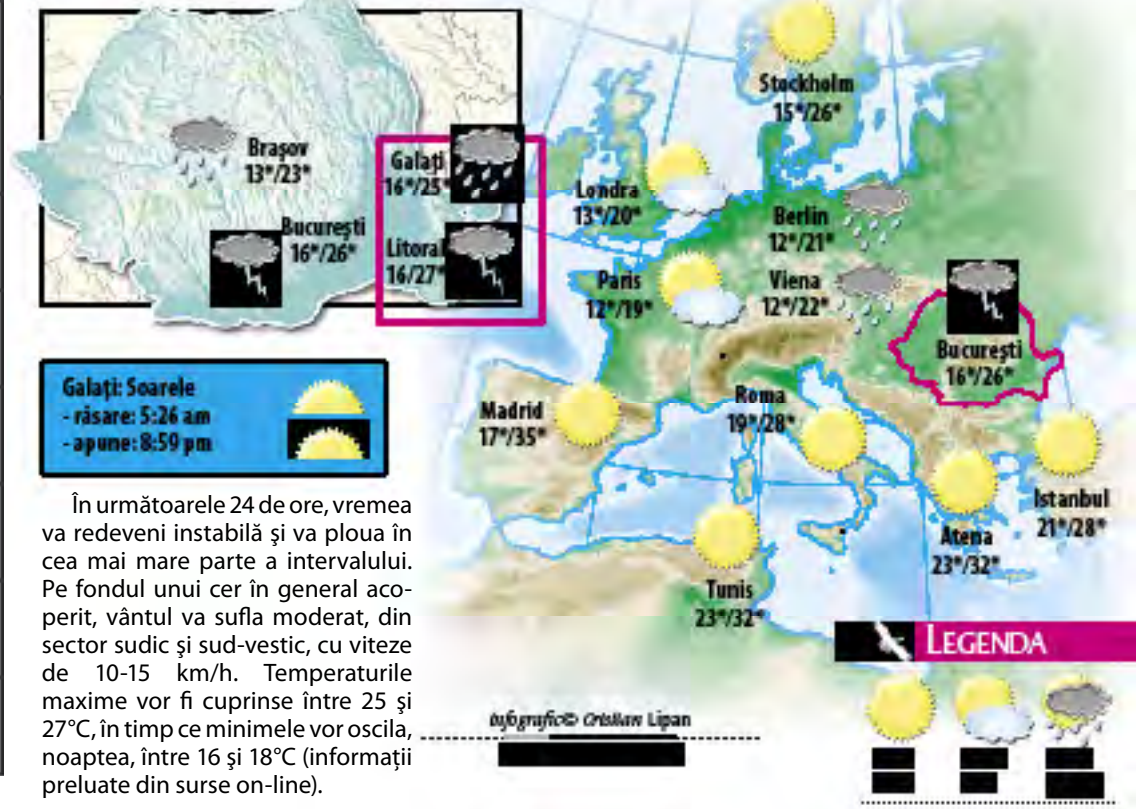 Brașov
13°/23°
București
16°/26°
Galați
16°/25°
Litoral
16/27°
Galați: Soarele
- răsare: 5:26 am
- apune: 8:59 pm
În următoarele 24 de ore, vremea
va redeveni instabilă şi va ploua în
cea mai mare parte a intervalului.
Pe fondul unui cer în general aco-
perit, vântul va sufla moderat, din
sector sudic şi sud-vestic, cu viteze
de 10-15 km/h. Temperaturile
maxime vor fi cuprinse între 25 şi
27°C, în timp ce minimele vor oscila,
noaptea, între 16 şi 18°C (informaţii
preluate din surse on-line).
Stockholm
15°/26°
Londra
13°/20°
Berlin
12°/21°
Paris
12°/19°
Viena
12°/22°
București
16°/26°
Madrid
17°/35°
Roma
19°/28°
Istanbul
21°/28°
Atena
23°/32°
Tunis
23°/32°
infografic© Cristian Lipan
LEGENDA